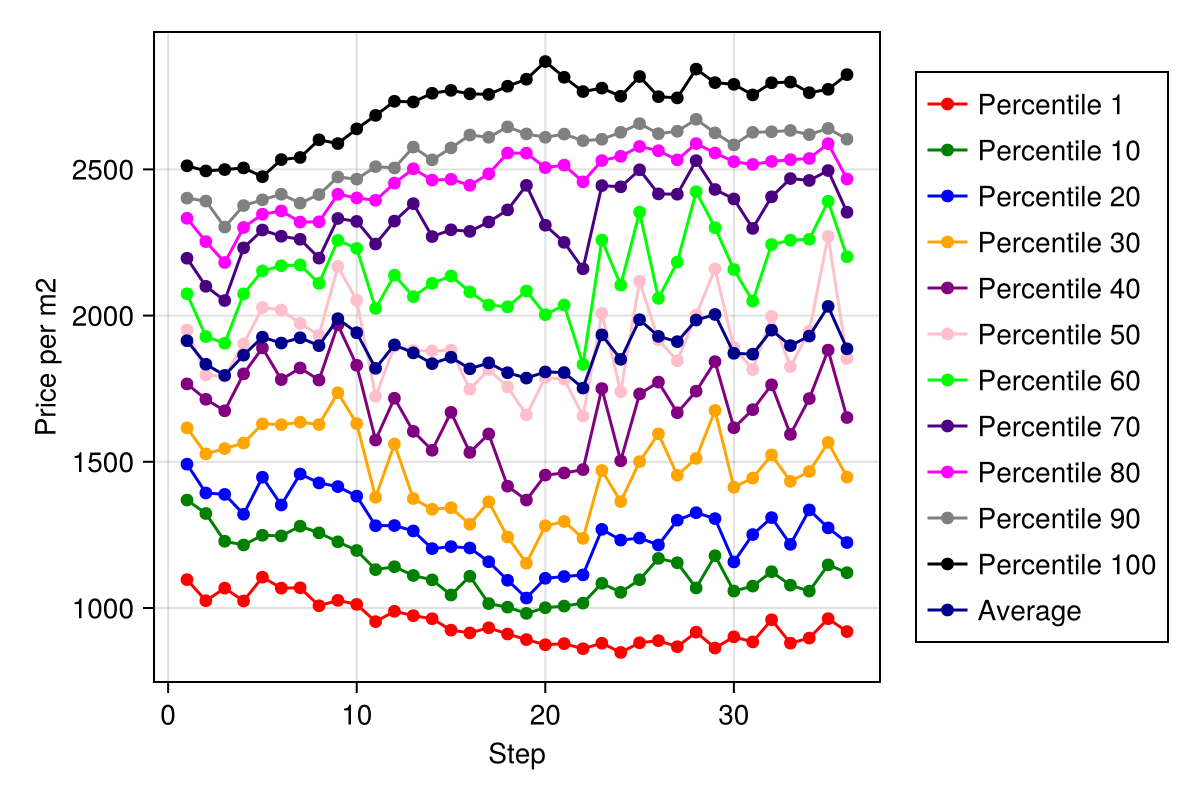 2500
2000
1500
1000
Price per m2
0 10 20 30
Step
Percentile 1
Percentile 10
Percentile 20
Percentile 30
Percentile 40
Percentile 50
Percentile 60
Percentile 70
Percentile 80
Percentile 90
Percentile 100
Average